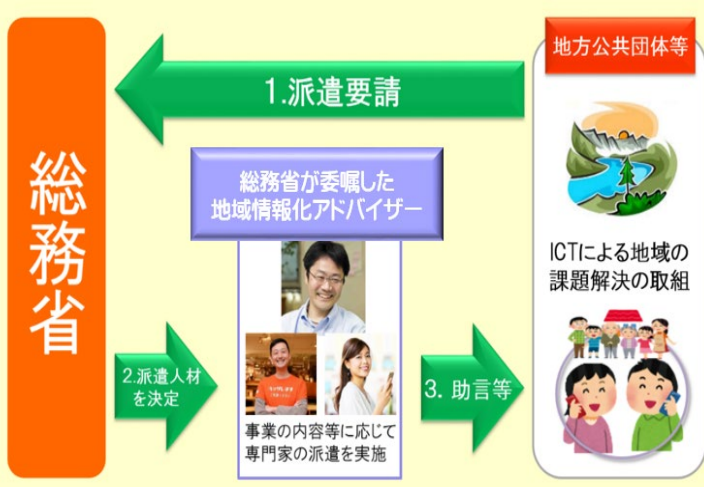 総務省
1.派遣要請
地方公共団体等
総務省が委嘱した
地域情報化アドバイザー
ICTによる地域の
課題解決の取組
2.派遣人材
を決定
3. 助言等
事業の内容等に応じて
専門家の派遣を実施